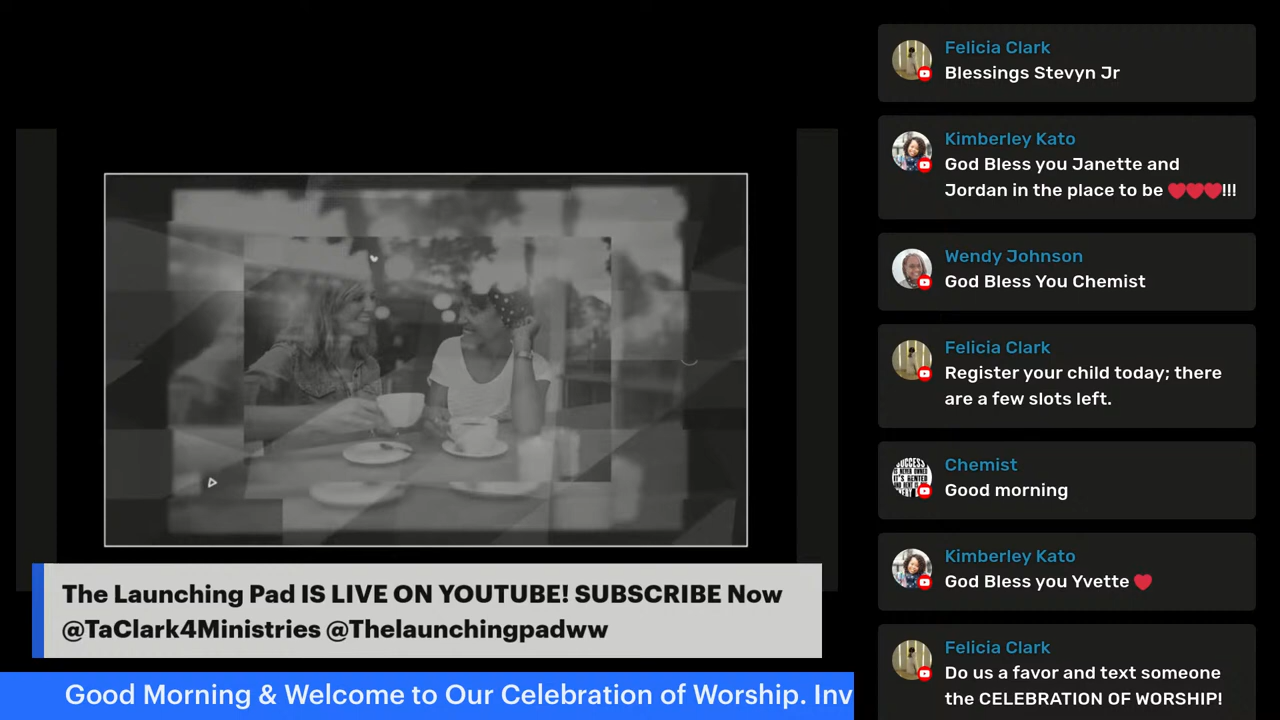 Felicia Clark
Blessings Stevyn Jr
Kimberley Kato
God Bless you Janette and
Jordan in the place to be ❤️❤️❤️!!!
Wendy Johnson
God Bless You Chemist
Felicia Clark
Register your child today; there
are a few slots left.
Chemist
Good morning
Kimberley Kato
God Bless you Yvette ❤️
Felicia Clark
Do us a favor and text someone
the CELEBRATION OF WORSHIP!
The Launching Pad IS LIVE ON YOUTUBE! SUBSCRIBE Now
@TaClark4Ministries @Thelaunchingpadww
Good Morning & Welcome to Our Celebration of Worship. Inv